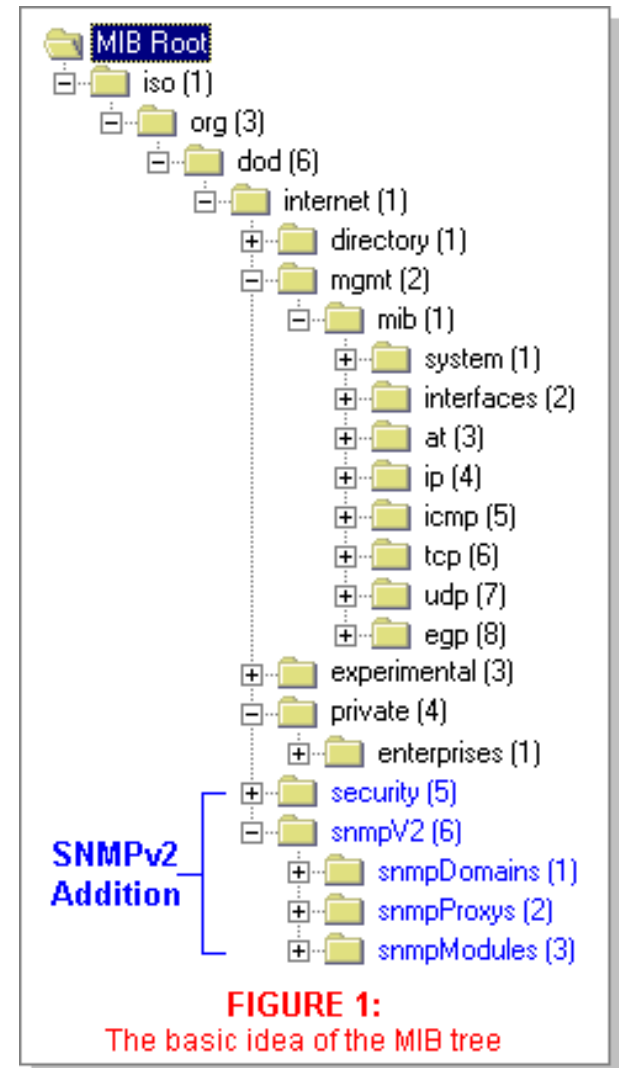 MIB Root
iso (1)
org (3)
dod (6)
internet (1)
directory (1)
mgmt (2)
mib (1)
system (1)
interfaces (2)
at (3)
ip (4)
icmp (5)
tcp (6)
udp (7)
egp (8)
experimental (3)
private (4)
enterprises (1)
security (5)
snmpV2 (6)
snmpDomains (1)
snmpProxys (2)
snmpModules (3)
SNMPv2
Addition
FIGURE 1:
The basic idea of the MIB tree